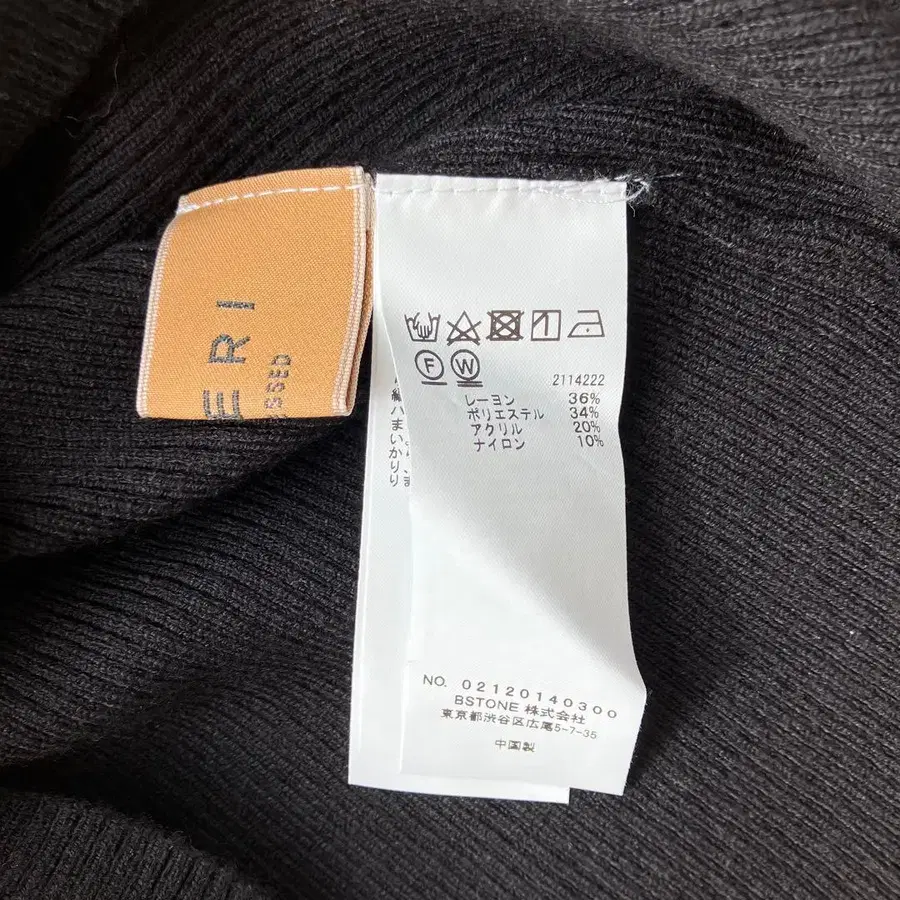 ERI
F W
2114222
レーヨン 36%
ポリエステル 34%
アクリル 20%
ナイロン 10%
NO. 02120140300
BSTONE 株式会社
東京都渋谷区広尾5-7-35
中国製